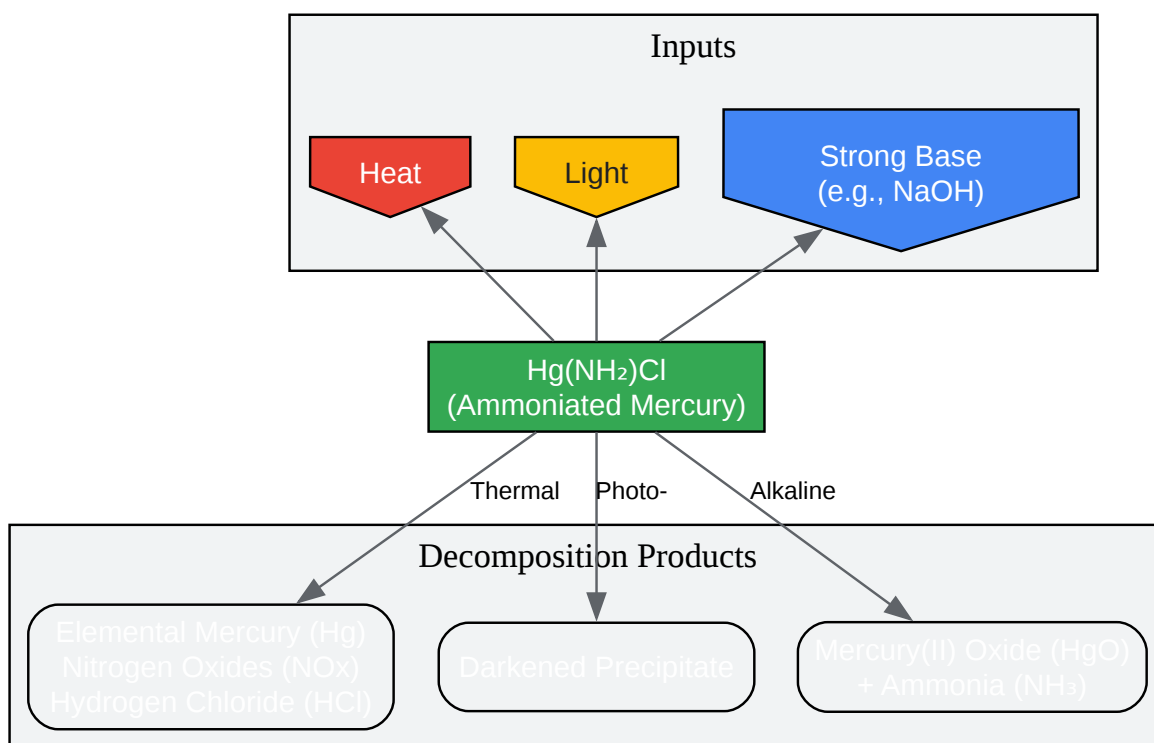 Inputs
Heat
Light
Strong Base
(e.g., NaOH)
Hg(NH₂)Cl
(Ammoniated Mercury)
Thermal
Photo-
Alkaline
Decomposition Products
Elemental Mercury (Hg)
Nitrogen Oxides (NOx)
Hydrogen Chloride (HCl)
Darkened Precipitate
Mercury(II) Oxide (HgO)
+ Ammonia (NH₃)